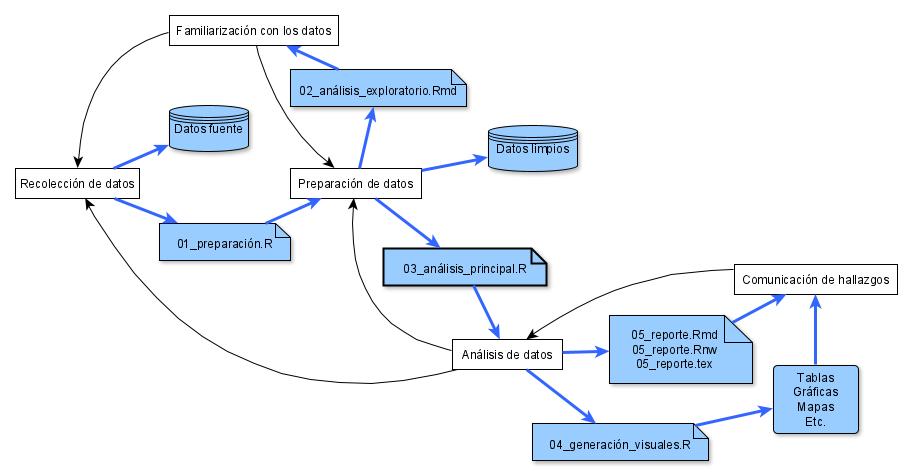 Familiarización con los datos
02_análisis_exploratorio.Rmd
Datos fuente
Datos limpios
Recolección de datos
Preparación de datos
01_preparación.R
03_análisis_principal.R
Comunicación de hallazgos
05_reporte.Rmd
05_reporte.Rnw
05_reporte.tex
Análisis de datos
Tablas
Gráficas
Mapas
Etc.
04_generación_visuales.R